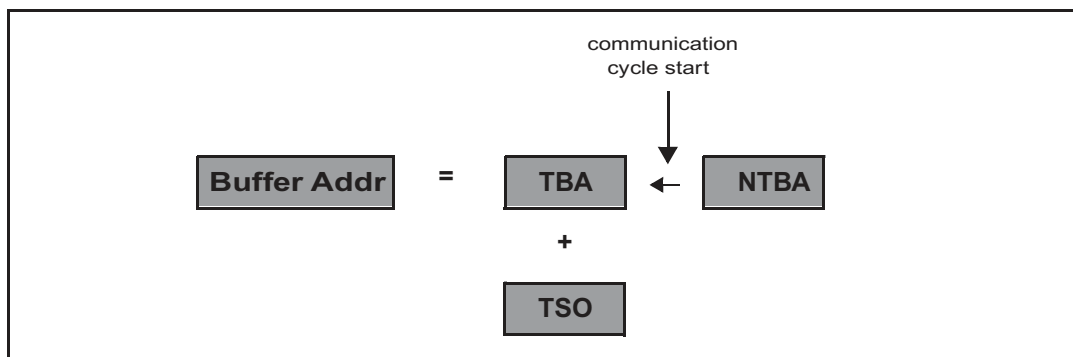 communication
cycle start
Buffer Addr = TBA NTBA
+
TSO